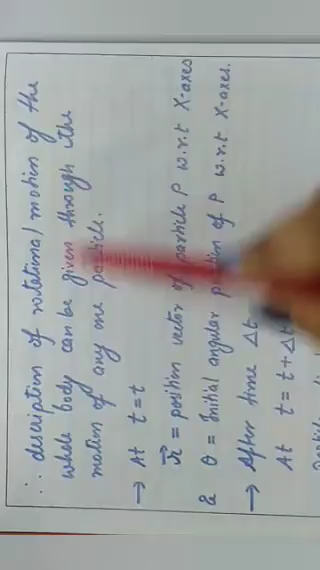 ∴ description of rotational motion of the
whole body can be given through the
motion of any one particle.
→ At t = t
r⃗ = position vector of particle P w.r.t X-axes
& θ = Initial angular position of P w.r.t X-axes.
→ After time Δt
At t = t + Δt